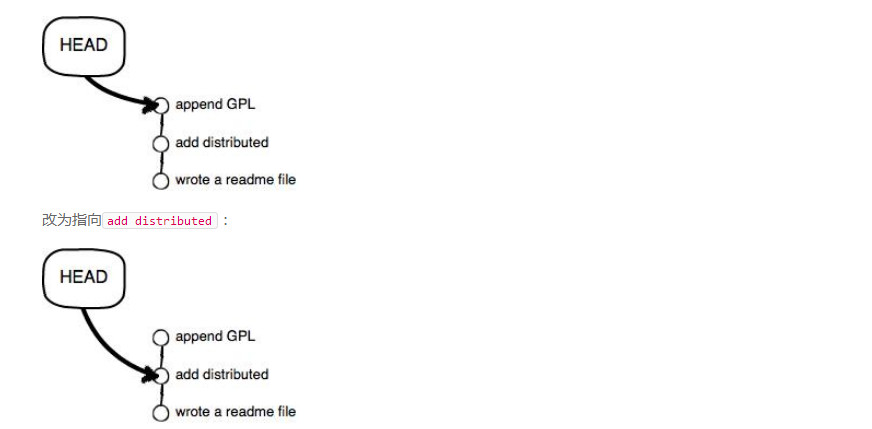 HEAD
append GPL
add distributed
wrote a readme file
改为指向 add distributed ：
HEAD
append GPL
add distributed
wrote a readme file